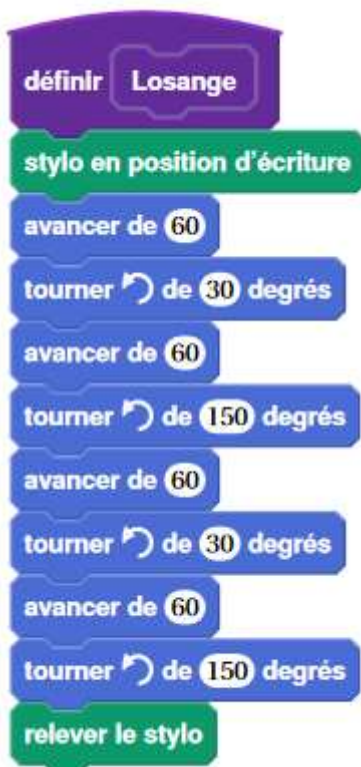 définir Losange
stylo en position d'écriture
avancer de 60
tourner de 30 degrés
avancer de 60
tourner de 150 degrés
avancer de 60
tourner de 30 degrés
avancer de 60
tourner de 150 degrés
relever le stylo